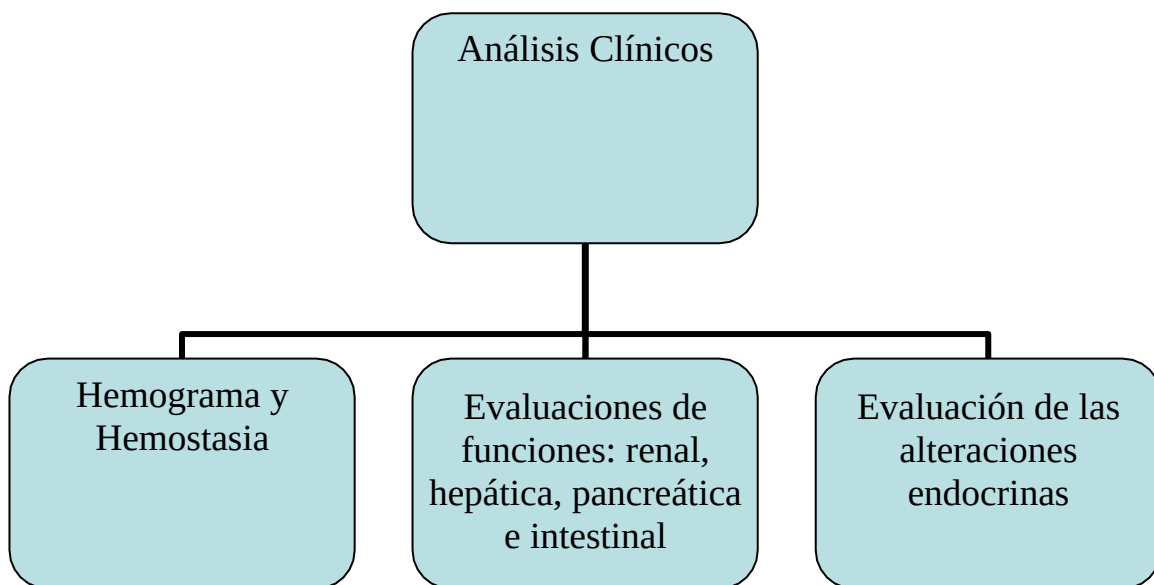 Análisis Clínicos
Hemograma y
Hemostasia
Evaluaciones de
funciones: renal,
hepática, pancreática
e intestinal
Evaluación de las
alteraciones
endocrinas